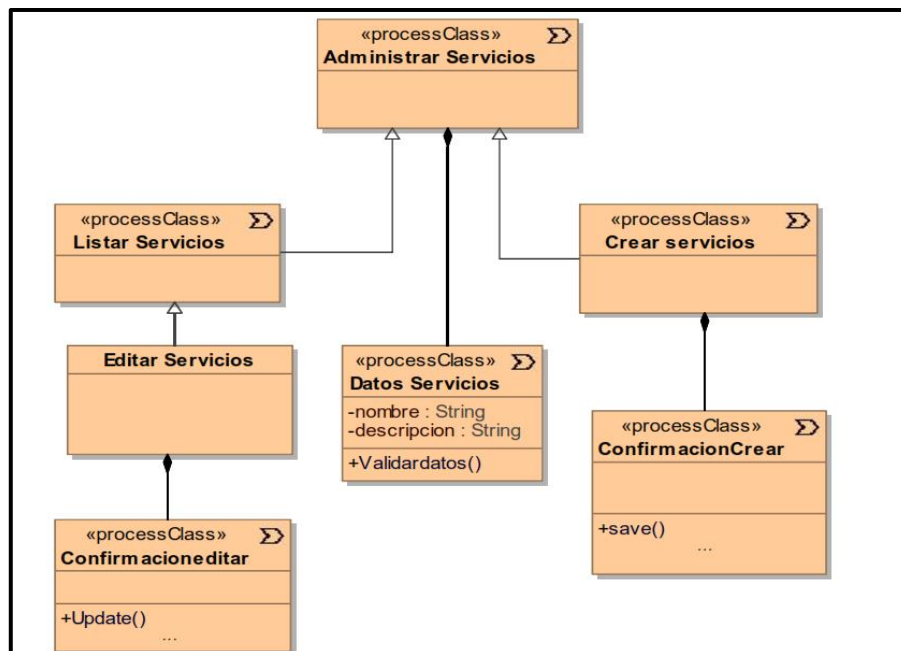 «processClass»
Administrar Servicios
«processClass»
Listar Servicios
«processClass»
Crear servicios
Editar Servicios
«processClass»
Datos Servicios
-nombre : String
-descripcion : String
+Validardatos()
«processClass»
ConfirmacionCrear
+save()
...
«processClass»
Confirmacioneditar
+Update()
...